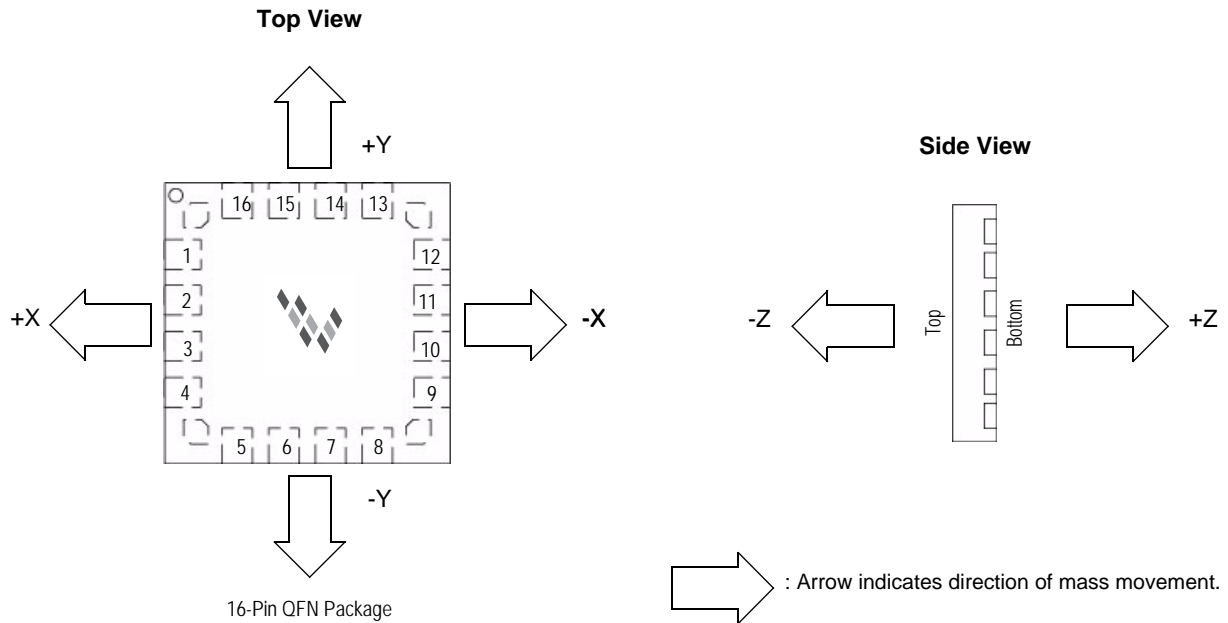 Top View
+Y
16 15 14 13
1
2
3
4
12
11
10
9
5 6 7 8
+X
-X
-Y
16-Pin QFN Package
Side View
-Z
Top
Bottom
+Z
: Arrow indicates direction of mass movement.